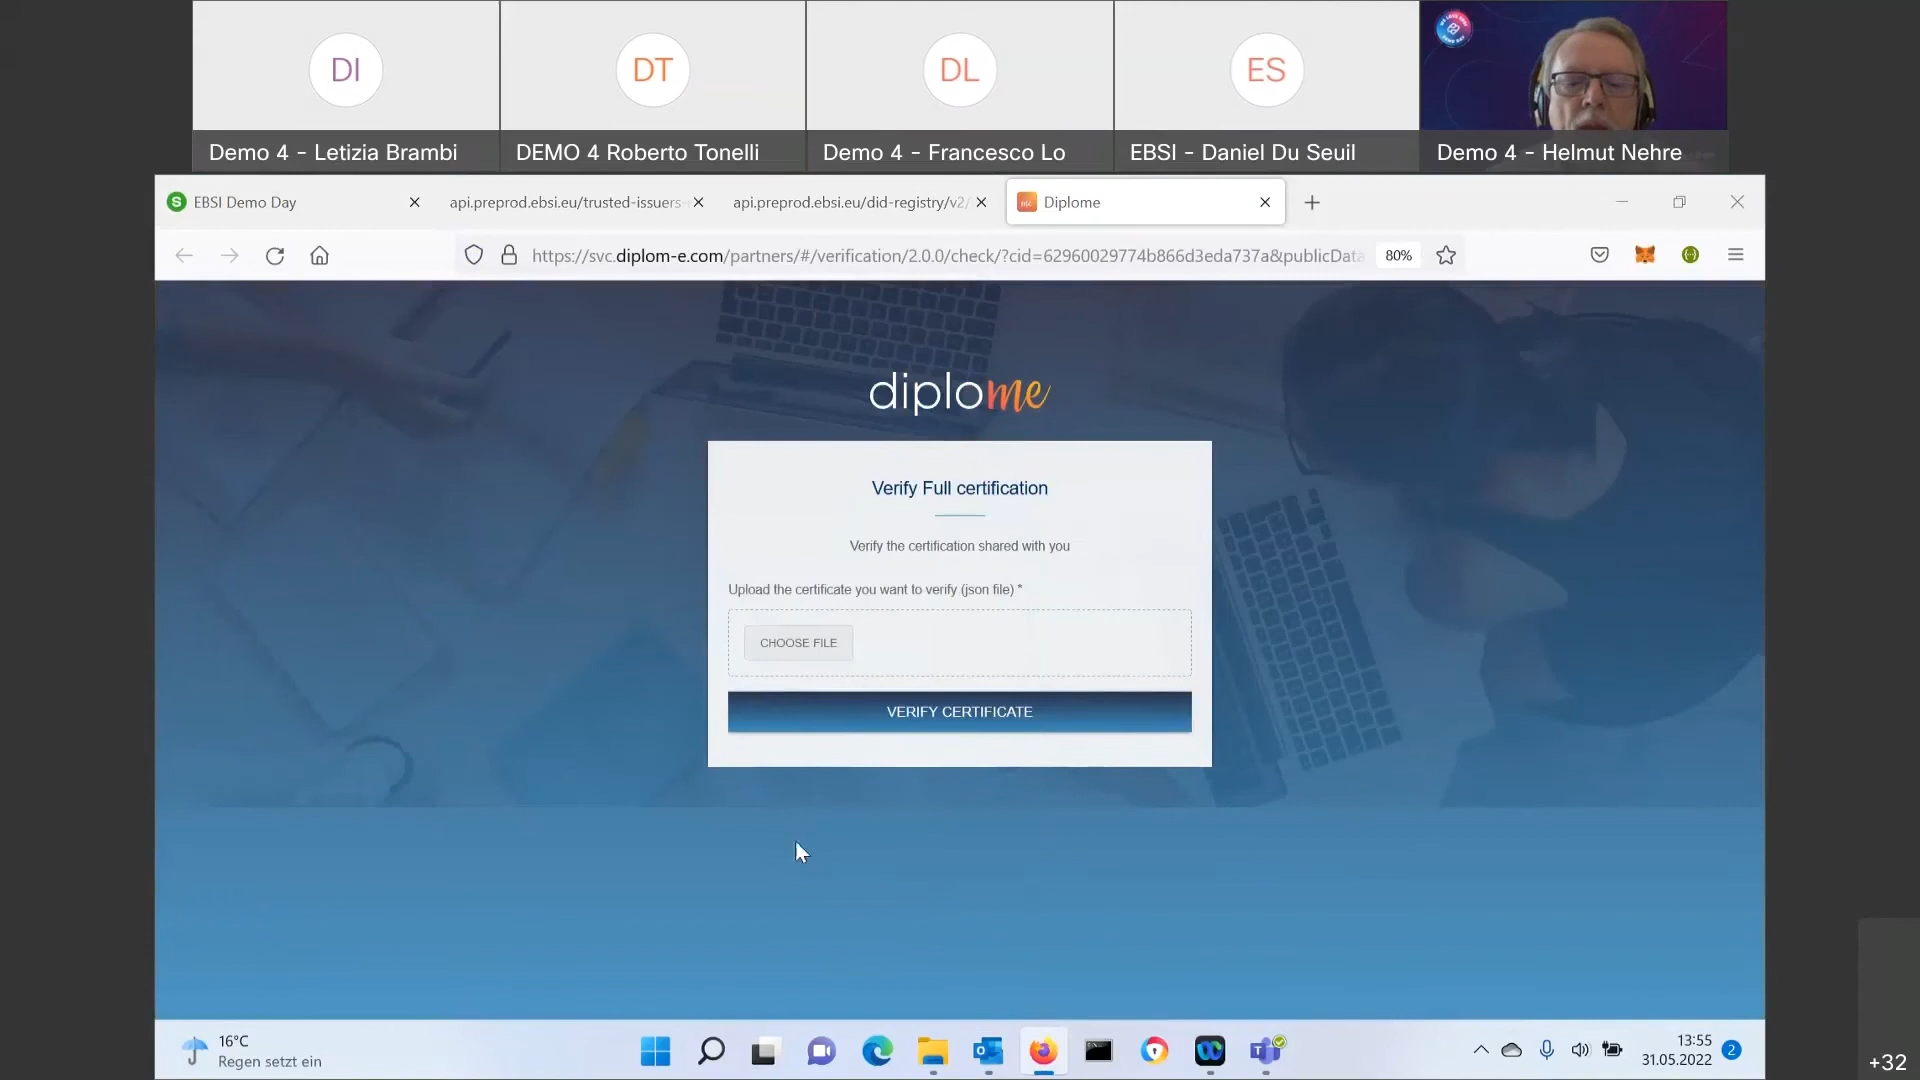 DI
DT
DL
ES
Demo 4 - Letizia Brambi
DEMO 4 Roberto Tonelli
Demo 4 - Francesco Lo
EBSI - Daniel Du Seuil
Demo 4 - Helmut Nehre
S EBSI Demo Day
api.preprod.ebsi.eu/trusted-issuers-
api.preprod.ebsi.eu/did-registry/v2/
me Diplome
https://svc.diplom-e.com/partners/#/verification/2.0.0/check/?cid=62960029774b866d3eda737a&publicData
80%
diplome
Verify Full certification
Verify the certification shared with you
Upload the certificate you want to verify (json file) *
CHOOSE FILE
VERIFY CERTIFICATE
16°C
Regen setzt ein
13:55
31.05.2022
2
+32